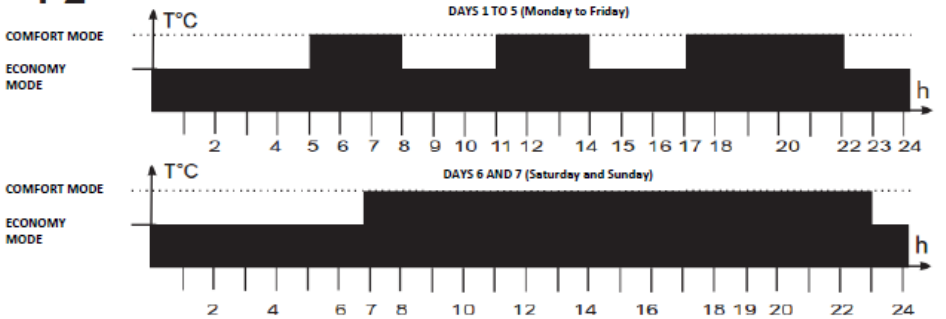 DAYS 1 TO 5 (Monday to Friday)
T°C
COMFORT MODE
ECONOMY
MODE
h
2 4 5 6 7 8 9 10 11 12 14 15 16 17 18 20 22 23 24
T°C
DAYS 6 AND 7 (Saturday and Sunday)
COMFORT MODE
ECONOMY
MODE
h
2 4 6 7 8 10 12 14 16 18 19 20 22 24